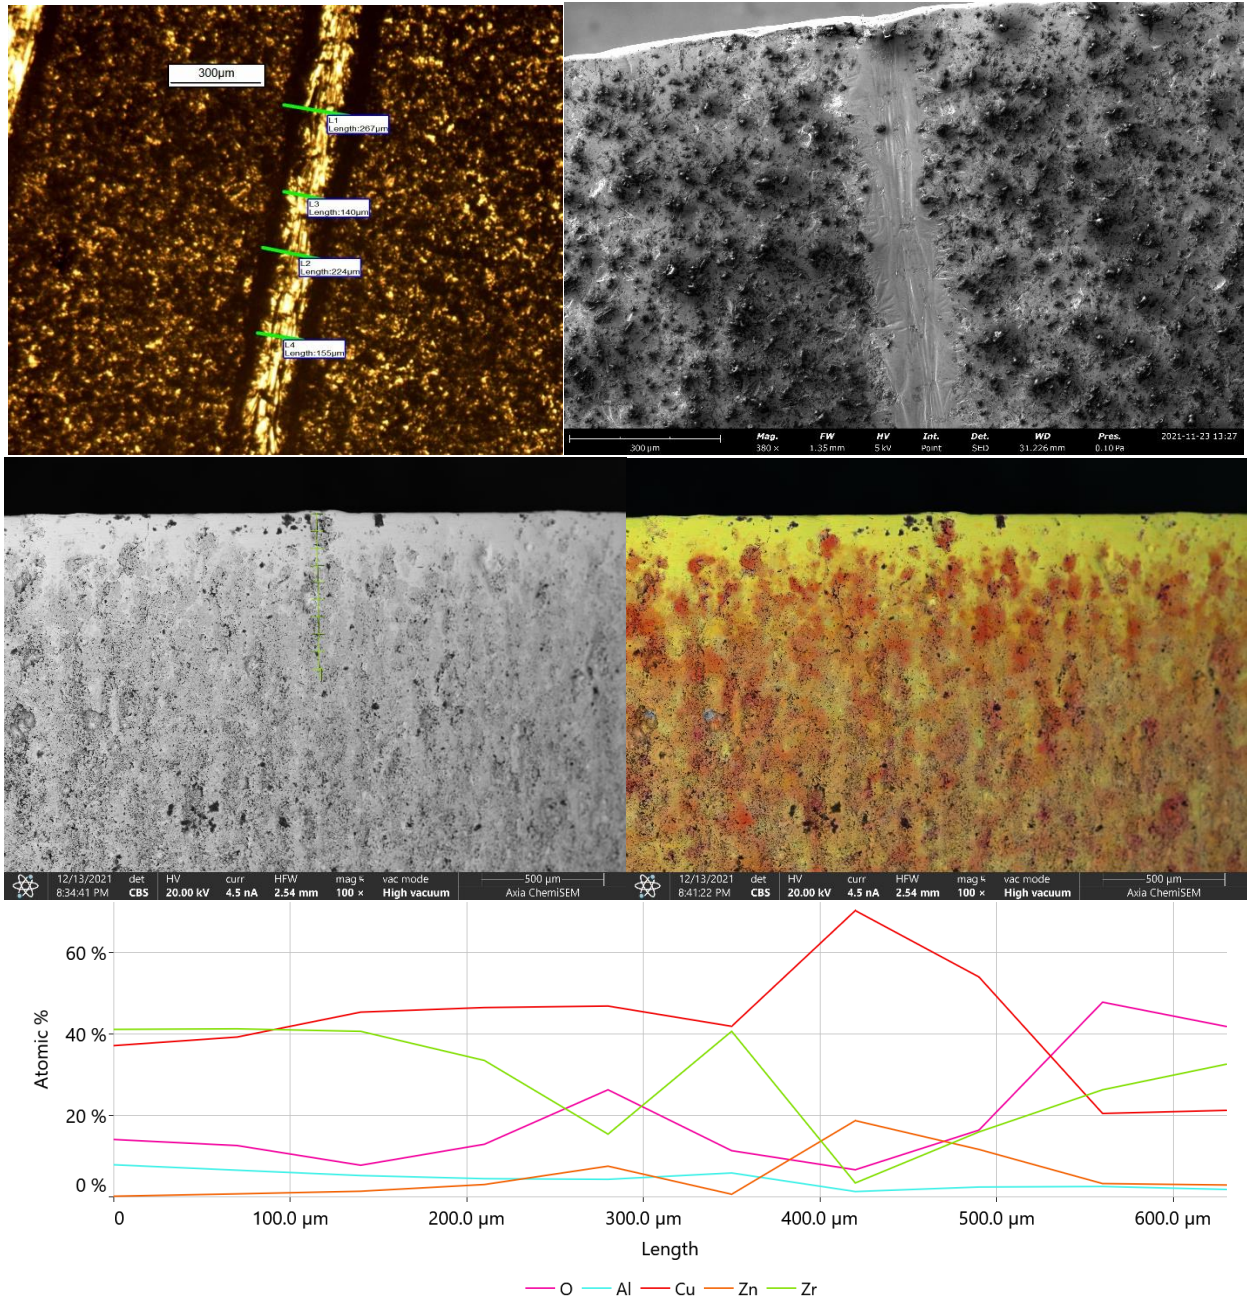 300µm
L1
Length:267µm
L3
Length:140µm
L2
Length:224µm
L4
Length:155µm
300 µm
Mag. FW HV Int. Det. WD Pres. 2021-11-23 13:27
380 × 1.35 mm 5 kV Point SED 31.226 mm 0.10 Pa
12/13/2021 det HV curr HFW mag vac mode 500 µm
8:34:41 PM CBS 20.00 kV 4.5 nA 2.54 mm 100 × High vacuum Axia ChemiSEM
12/13/2021 det HV curr HFW mag vac mode 500 µm
8:41:22 PM CBS 20.00 kV 4.5 nA 2.54 mm 100 × High vacuum Axia ChemiSEM
Atomic %
60 %
40 %
20 %
0 %
0 100.0 µm 200.0 µm 300.0 µm 400.0 µm 500.0 µm 600.0 µm
Length
O Al Cu Zn Zr